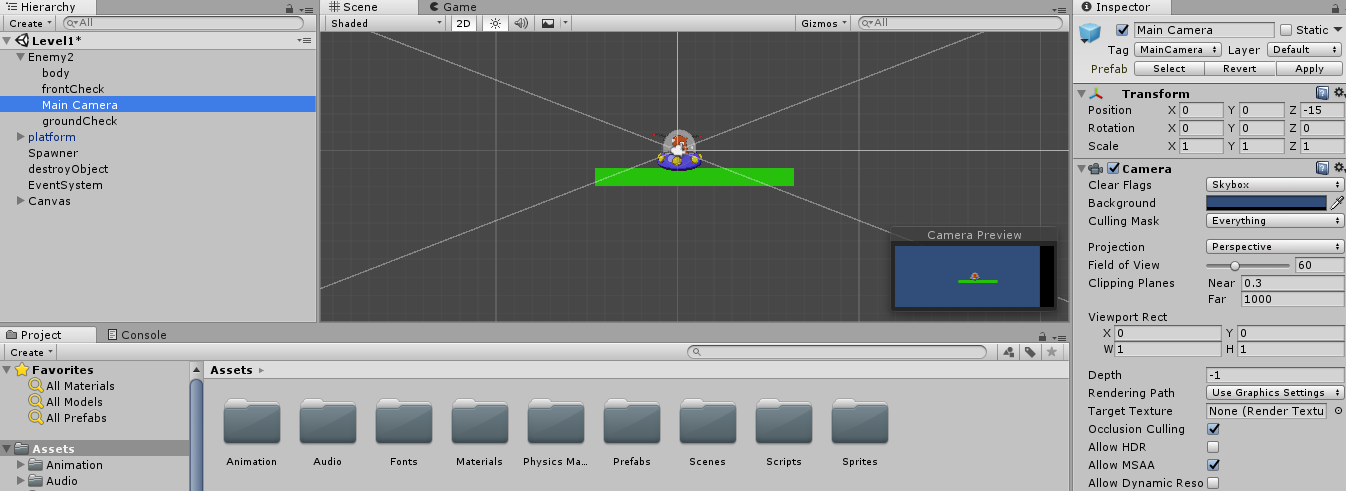 Hierarchy
Create All
Level1*
Enemy2
body
frontCheck
Main Camera
groundCheck
platform
Spawner
destroyObject
EventSystem
Canvas
Scene Game
Shaded 2D Gizmos All
Camera Preview
Inspector
Main Camera Static
Tag MainCamera Layer Default
Prefab Select Revert Apply
Transform
Position X 0 Y 0 Z -15
Rotation X 0 Y 0 Z 0
Scale X 1 Y 1 Z 1
Camera
Clear Flags Skybox
Background
Culling Mask Everything
Projection Perspective
Field of View 60
Clipping Planes Near 0.3
Far 1000
Viewport Rect
X 0 Y 0
W 1 H 1
Depth -1
Rendering Path Use Graphics Settings
Target Texture None (Render Textu
Occlusion Culling
Allow HDR
Allow MSAA
Allow Dynamic Reso
Project Console
Create
Favorites
All Materials
All Models
All Prefabs
Assets
Animation
Audio
Assets
Animation Audio Fonts Materials Physics Ma... Prefabs Scenes Scripts Sprites